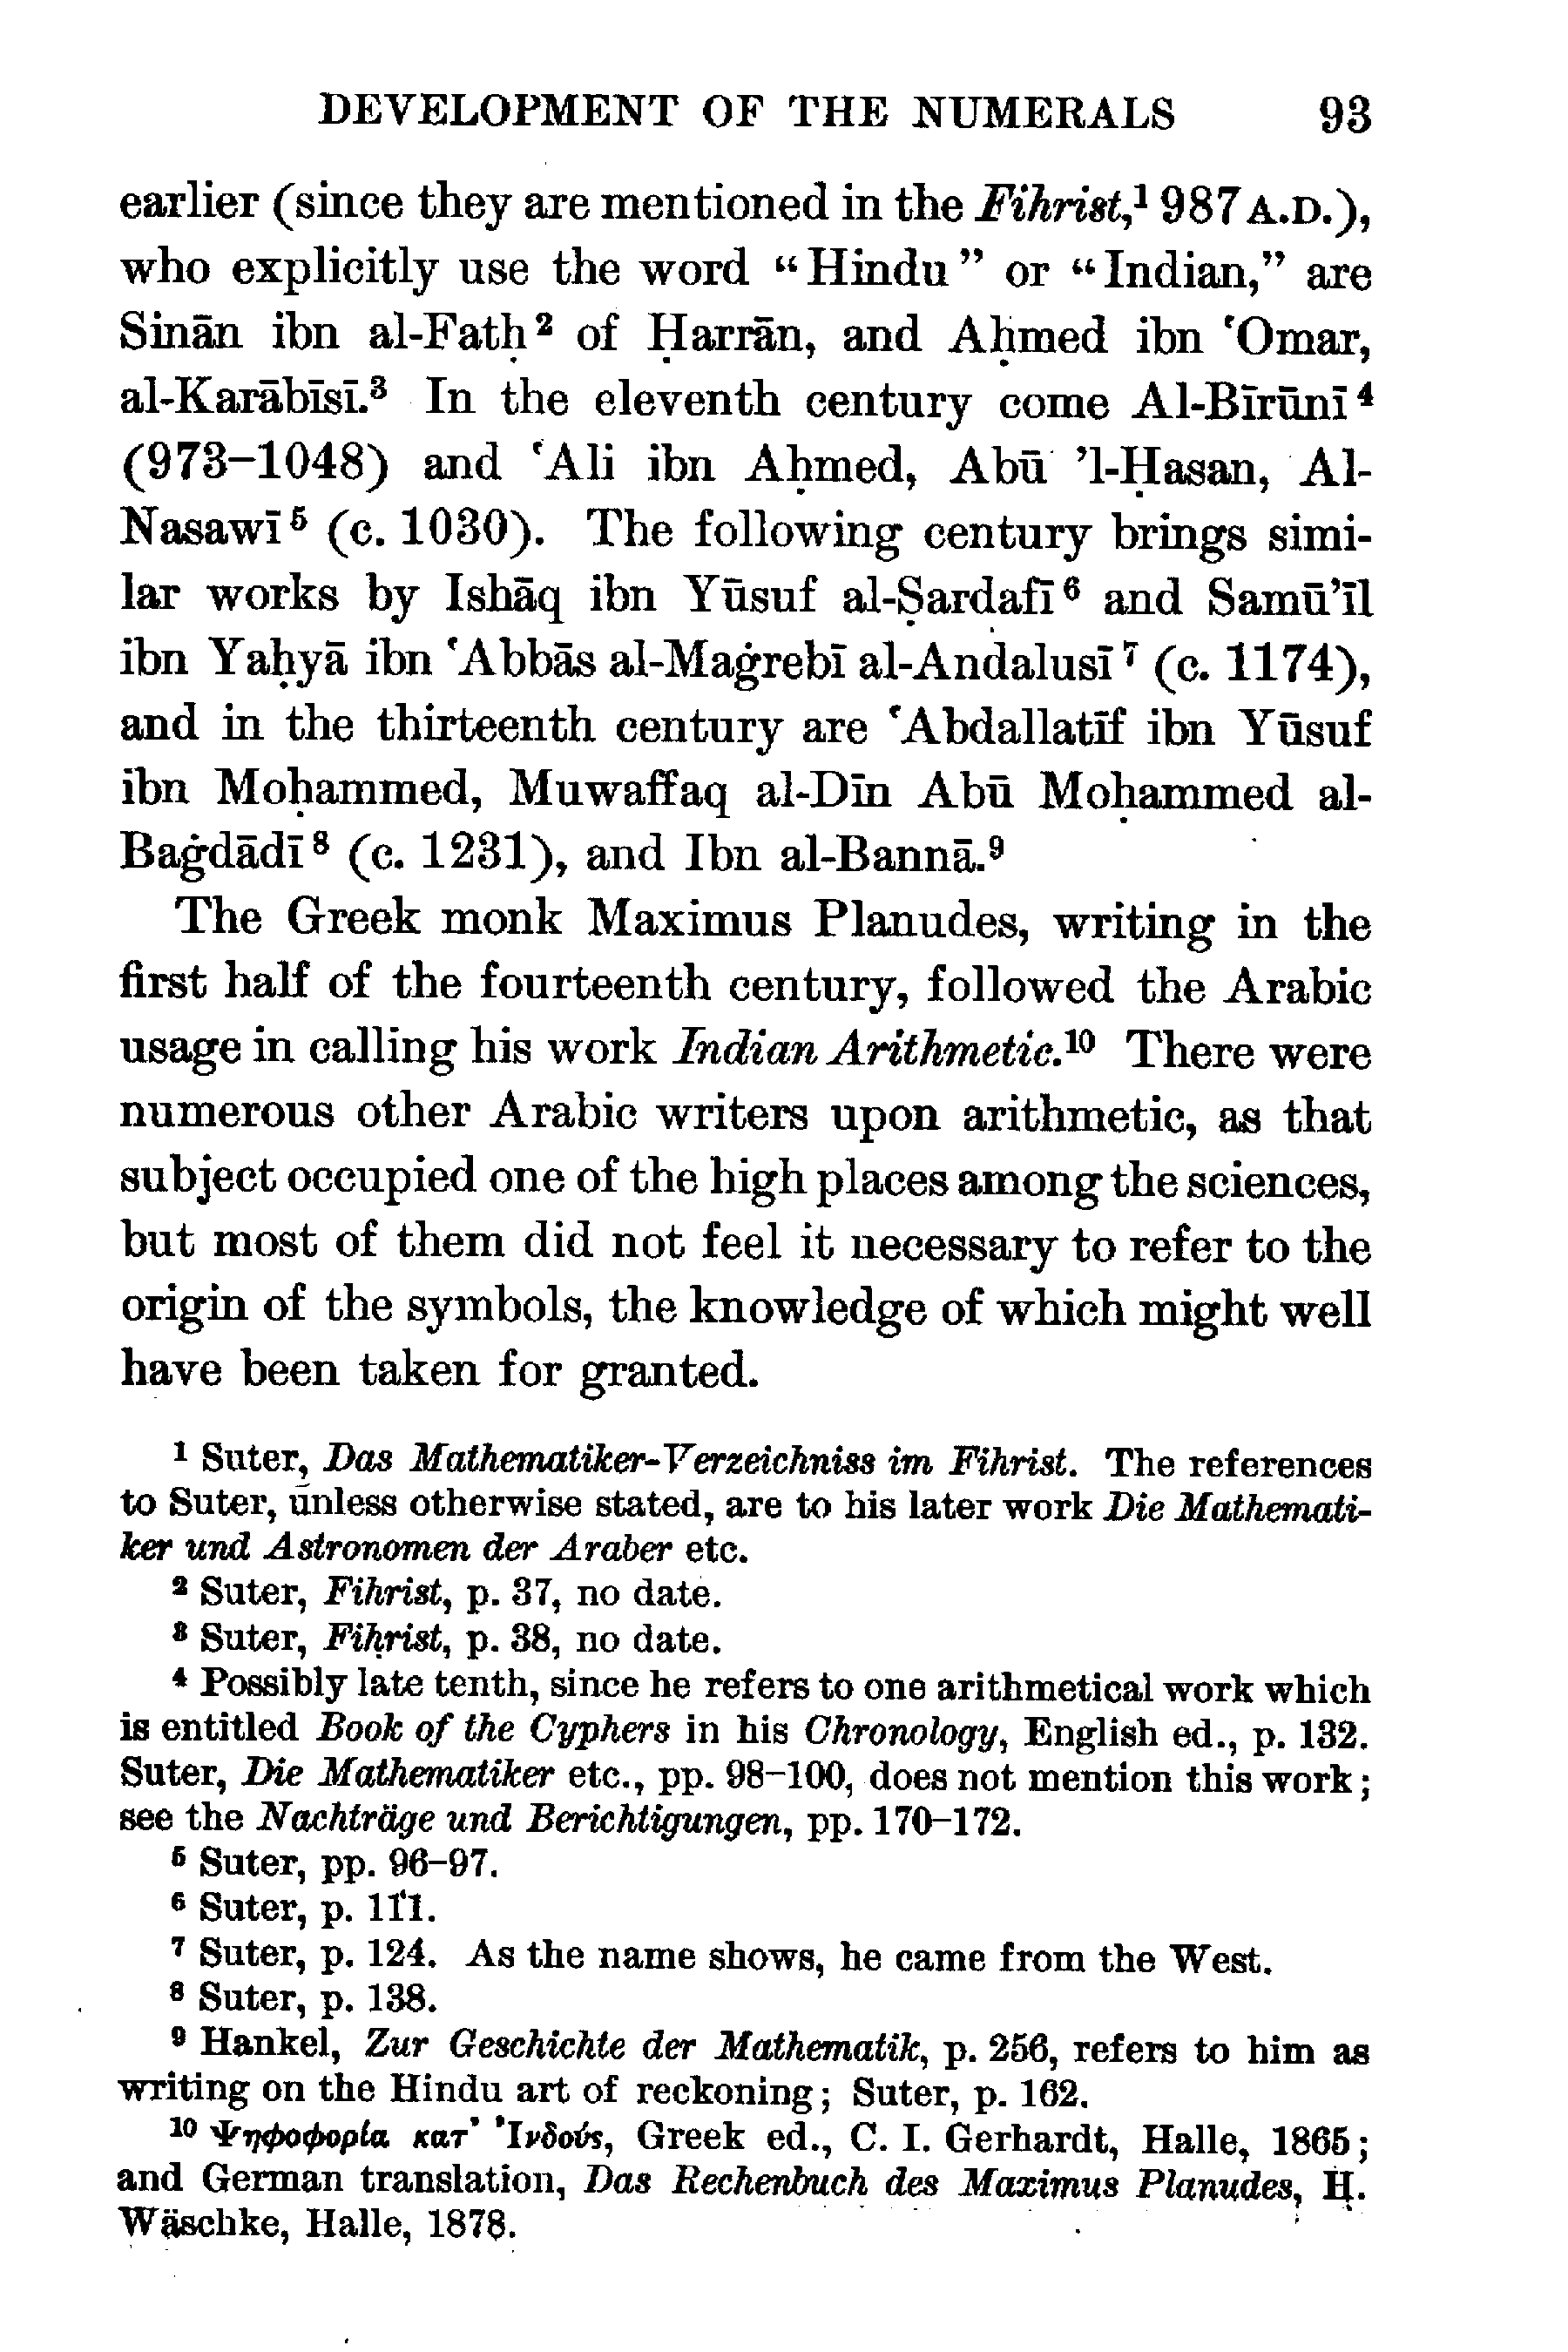 DEVELOPMENT OF THE NUMERALS 93
earlier (since they are mentioned in the Fihrist,¹ 987 A.D.),
who explicitly use the word “Hindu” or “Indian,” are
Sinān ibn al-Fatḥ² of Ḥarrān, and Aḥmed ibn ʿOmar,
al-Karābīsī.³ In the eleventh century come Al-Bīrūnī⁴
(973–1048) and ʿAli ibn Aḥmed, Abū ’l-Ḥasan, Al-
Nasawī⁵ (c. 1030). The following century brings simi-
lar works by Ishāq ibn Yūsuf al-Ṣardafī⁶ and Samū’īl
ibn Yaḥyā ibn ʿAbbās al-Maġrebī al-Andalusī⁷ (c. 1174),
and in the thirteenth century are ʿAbdallatīf ibn Yūsuf
ibn Moḥammed, Muwaffaq al-Dīn Abū Moḥammed al-
Baġdādī⁸ (c. 1231), and Ibn al-Bannā.⁹
The Greek monk Maximus Planudes, writing in the
first half of the fourteenth century, followed the Arabic
usage in calling his work Indian Arithmetic.¹⁰ There were
numerous other Arabic writers upon arithmetic, as that
subject occupied one of the high places among the sciences,
but most of them did not feel it necessary to refer to the
origin of the symbols, the knowledge of which might well
have been taken for granted.
¹ Suter, Das Mathematiker-Verzeichniss im Fihrist. The references
to Suter, unless otherwise stated, are to his later work Die Mathemati-
ker und Astronomen der Araber etc.
² Suter, Fihrist, p. 37, no date.
³ Suter, Fihrist, p. 38, no date.
⁴ Possibly late tenth, since he refers to one arithmetical work which
is entitled Book of the Cyphers in his Chronology, English ed., p. 132.
Suter, Die Mathematiker etc., pp. 98–100, does not mention this work;
see the Nachträge und Berichtigungen, pp. 170–172.
⁵ Suter, pp. 96–97.
⁶ Suter, p. 111.
⁷ Suter, p. 124. As the name shows, he came from the West.
⁸ Suter, p. 138.
⁹ Hankel, Zur Geschichte der Mathematik, p. 256, refers to him as
writing on the Hindu art of reckoning; Suter, p. 162.
¹⁰ Ψηφοφορία κατ’ Ἰνδούς, Greek ed., C. I. Gerhardt, Halle, 1865;
and German translation, Das Rechenbuch des Maximus Planudes, H.
Wäschke, Halle, 1878.